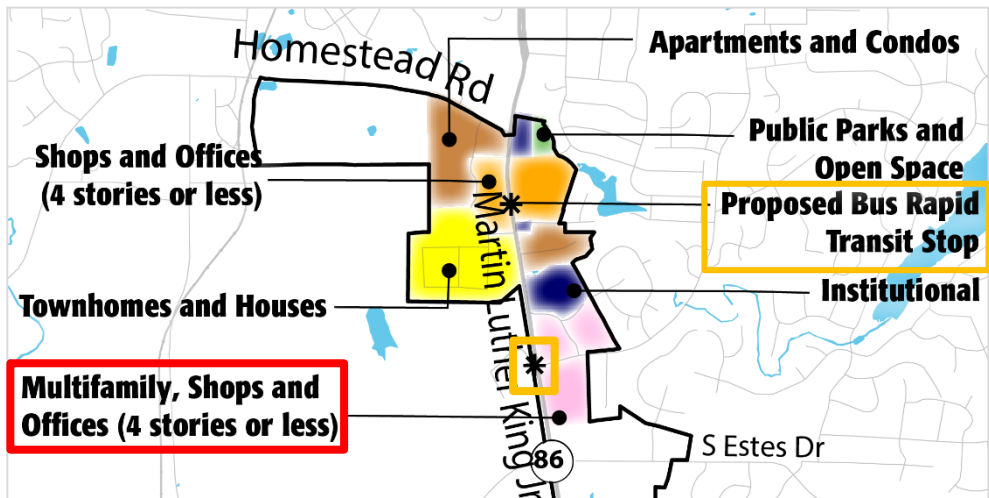 Homestead Rd
Apartments and Condos
Shops and Offices
(4 stories or less)
Public Parks and
Open Space
Proposed Bus Rapid
Transit Stop
Institutional
Townhomes and Houses
Martin Luther King Jr
Multifamily, Shops and
Offices (4 stories or less)
S Estes Dr
86